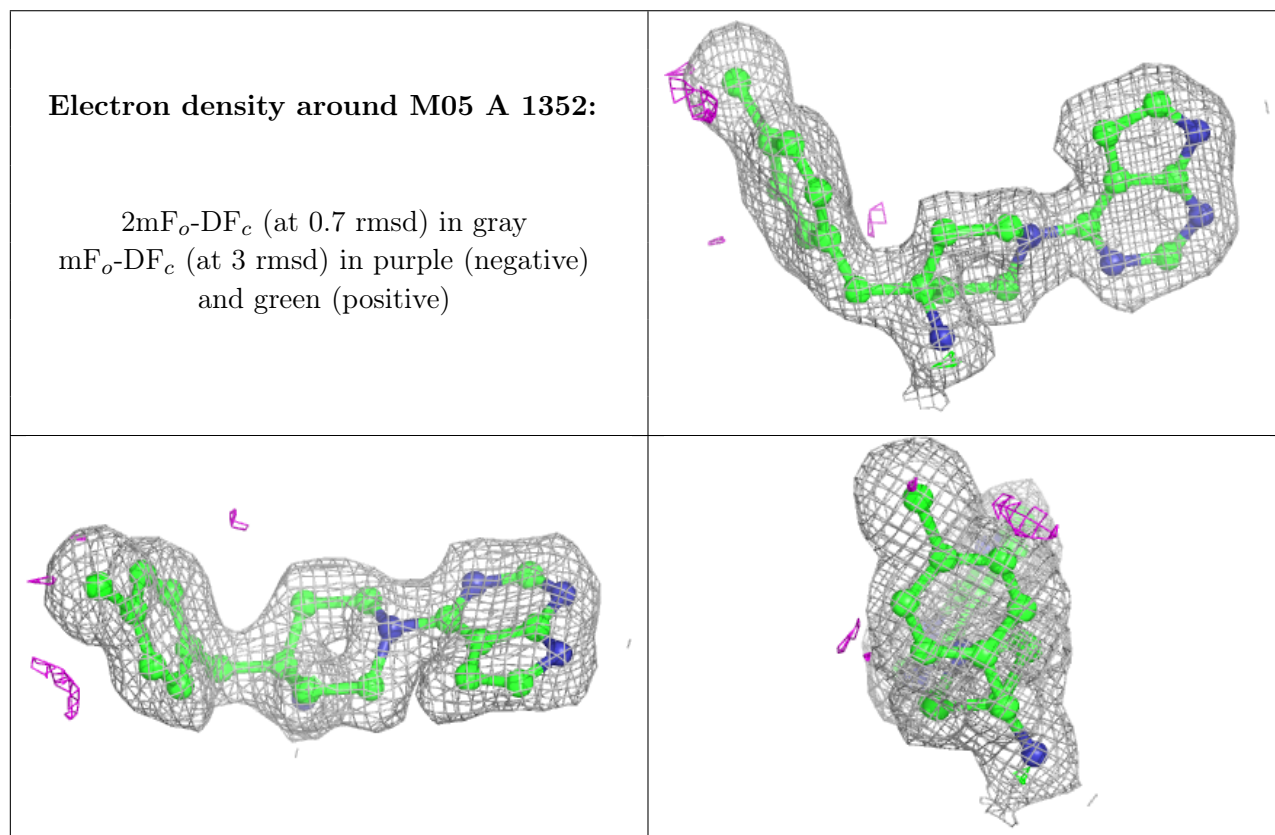 Electron density around M05 A 1352:
2mFo-DFc (at 0.7 rmsd) in gray
mFo-DFc (at 3 rmsd) in purple (negative)
and green (positive)